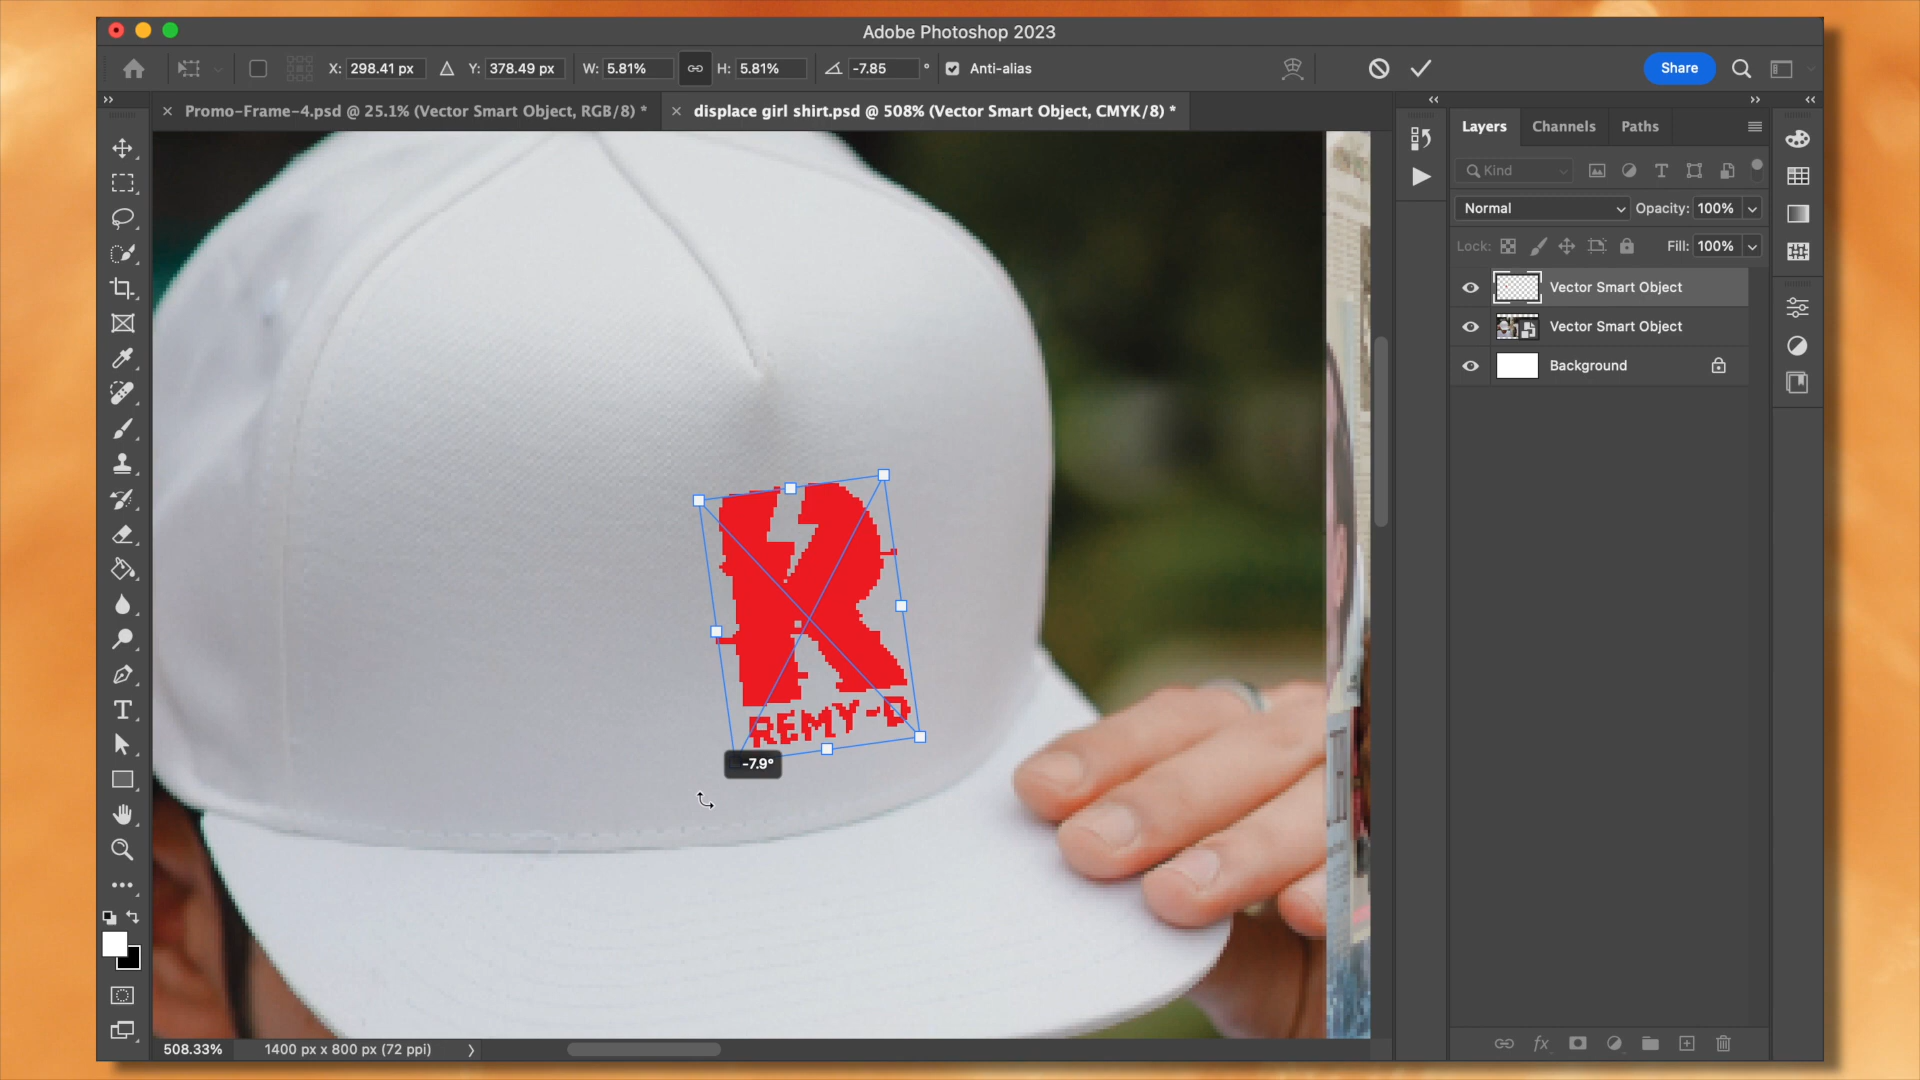 Adobe Photoshop 2023
X: 298.41 px Y: 378.49 px W: 5.81% H: 5.81% -7.85 ° Anti-alias Share
Promo-Frame-4.psd @ 25.1% (Vector Smart Object, RGB/8) *
displace girl shirt.psd @ 508% (Vector Smart Object, CMYK/8) *
Layers Channels Paths
Kind
Normal Opacity: 100%
Lock: Fill: 100%
Vector Smart Object
Vector Smart Object
Background
R
REMY-D
-7.9°
508.33% 1400 px x 800 px (72 ppi)